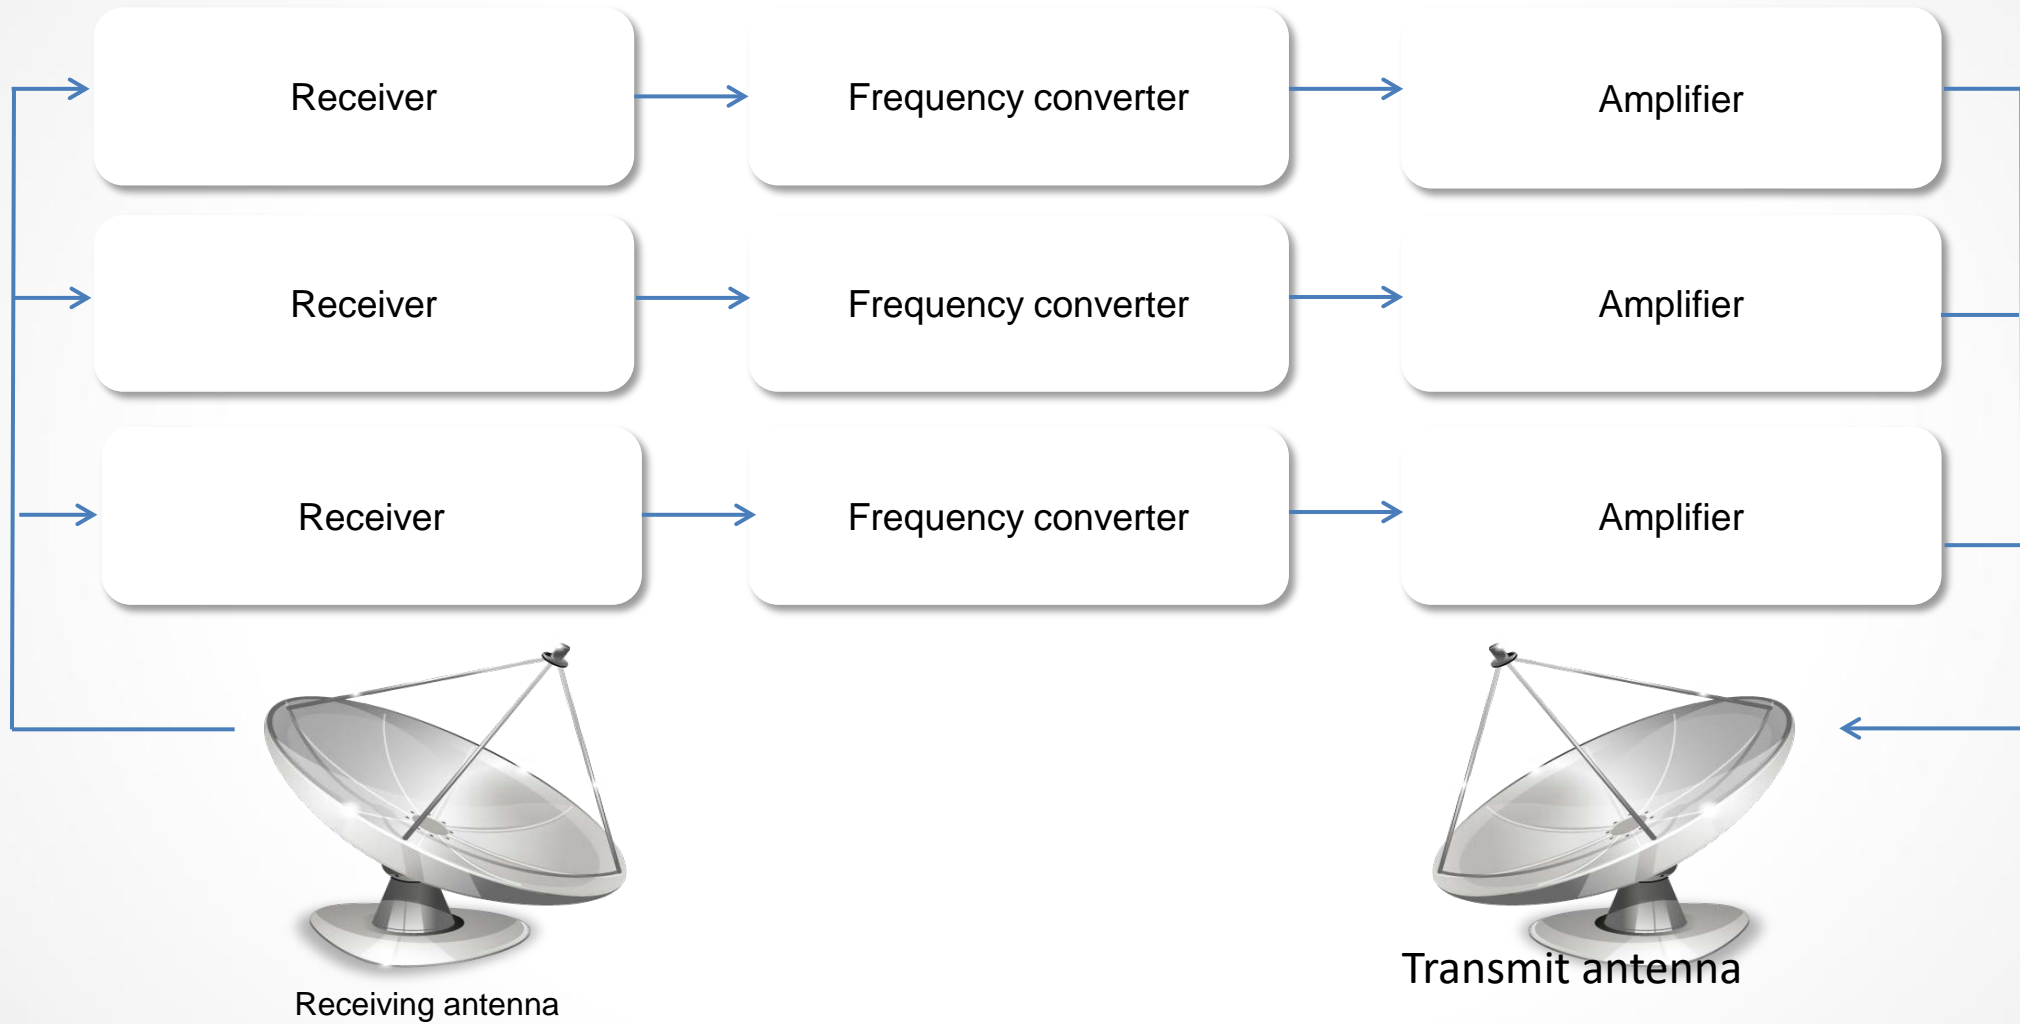 Receiver
Frequency converter
Amplifier
Receiver
Frequency converter
Amplifier
Receiver
Frequency converter
Amplifier
Transmit antenna
Receiving antenna